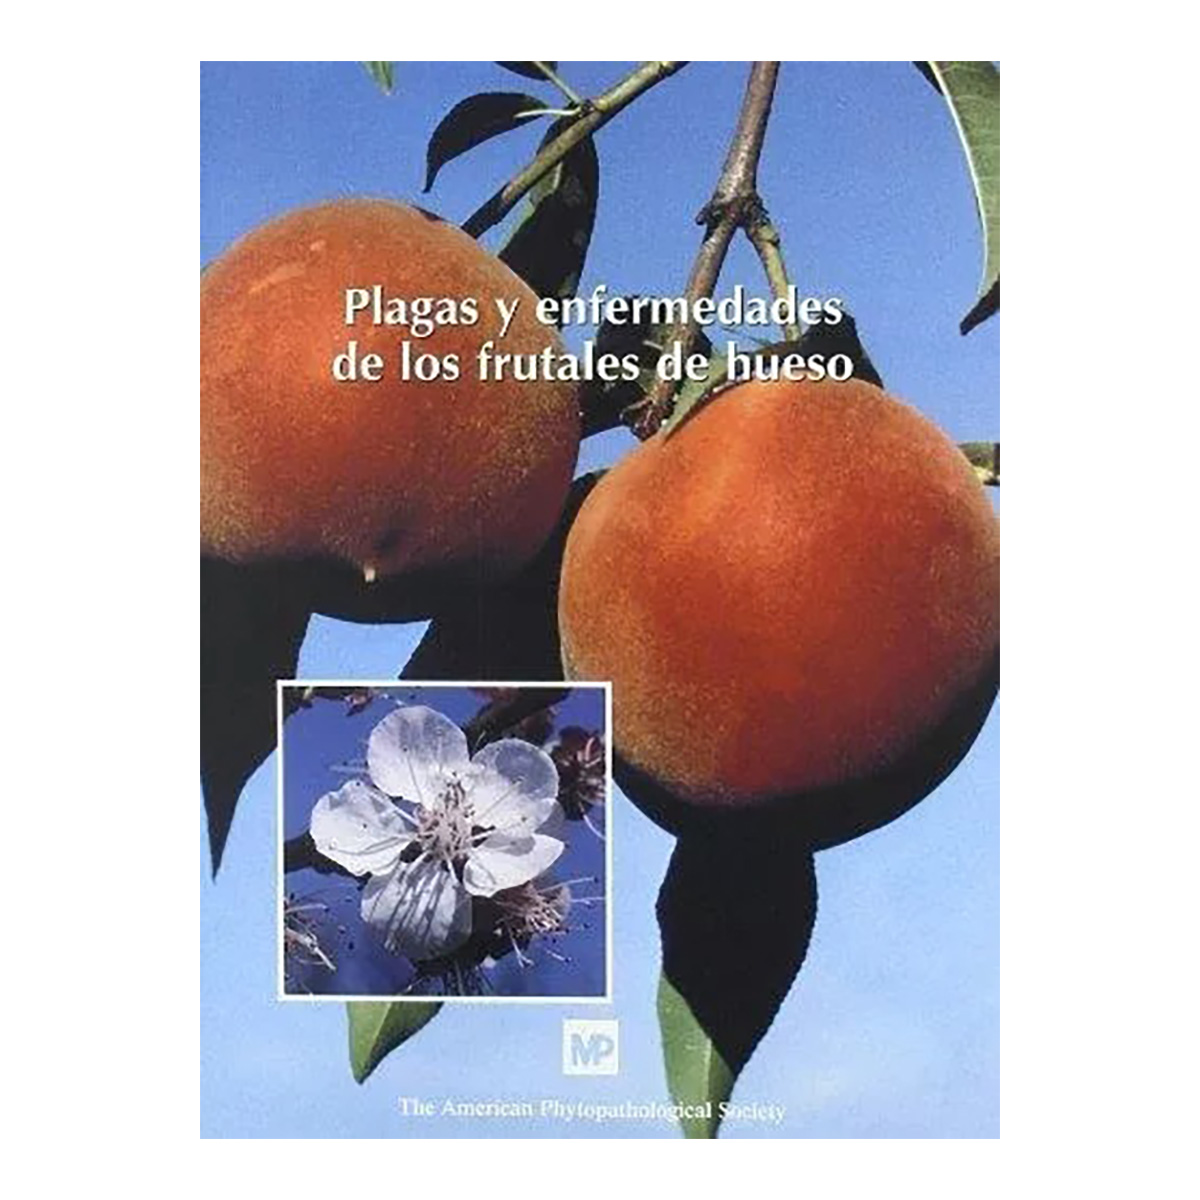 Plagas y enfermedades
de los frutales de hueso
MP
The American Phytopathological Society